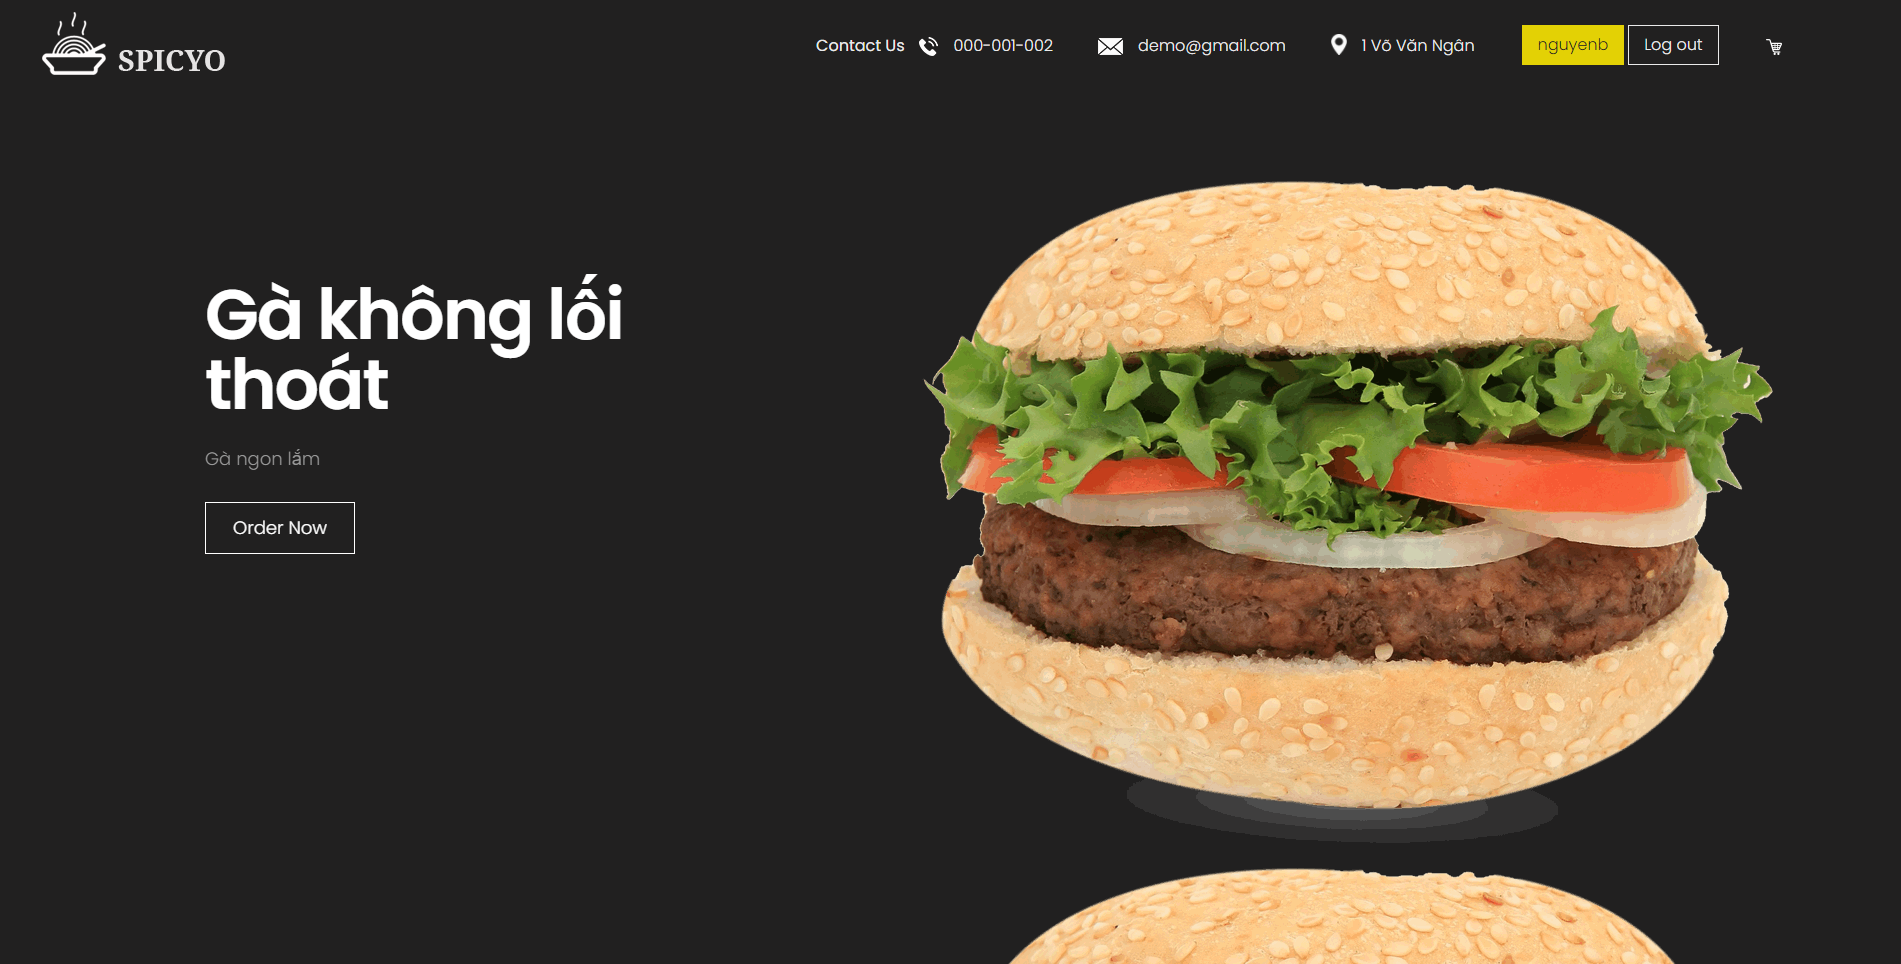 SPICYO
Contact Us 000-001-002 demo@gmail.com 1 Võ Văn Ngân nguyenb Log out
Gà không lối
thoát
Gà ngon lắm
Order Now